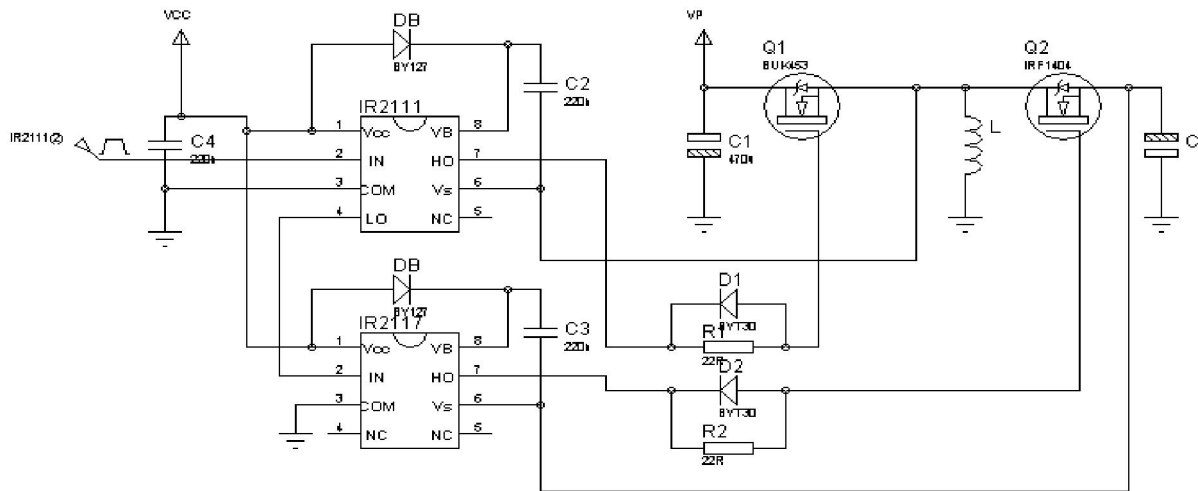 VCC
DB
BY127
C2
220n
IR2111
IR2111(2)
C4
220n
1 Vcc VB 8
2 IN HO 7
3 COM Vs 6
4 LO NC 5
VP
Q1
BUK453
Q2
IRF1404
C1
470u
L
C
DB
BY127
C3
220n
IR2117
1 Vcc VB 8
2 IN HO 7
3 COM Vs 6
4 NC NC 5
D1
BYT30
R1
22R
D2
BYT30
R2
22R